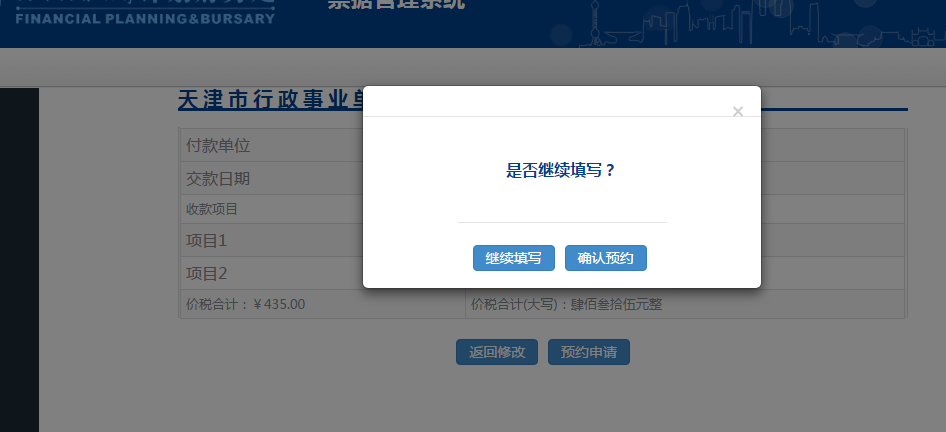 FINANCIAL PLANNING&BURSARY
票据管理系统
天津市行政事业单
×
是否继续填写？
继续填写 确认预约
付款单位
交款日期
收款项目
项目1
项目2
价税合计：￥435.00 价税合计(大写)：肆佰叁拾伍元整
返回修改 预约申请